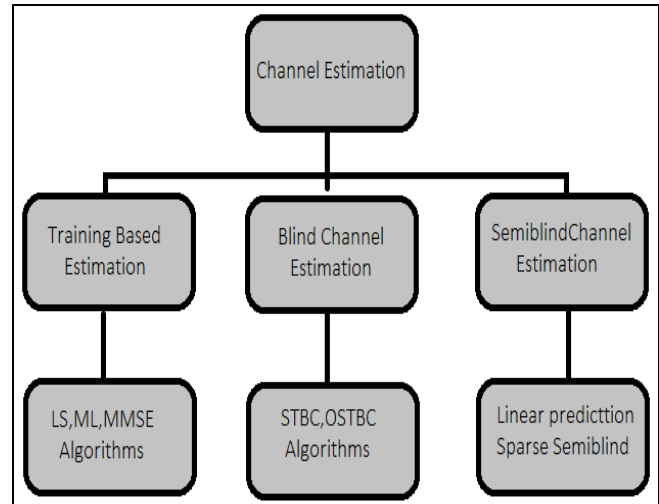 Channel Estimation
Training Based
Estimation
Blind Channel
Estimation
SemiblindChannel
Estimation
LS,ML,MMSE
Algorithms
STBC,OSTBC
Algorithms
Linear predicttion
Sparse Semiblind